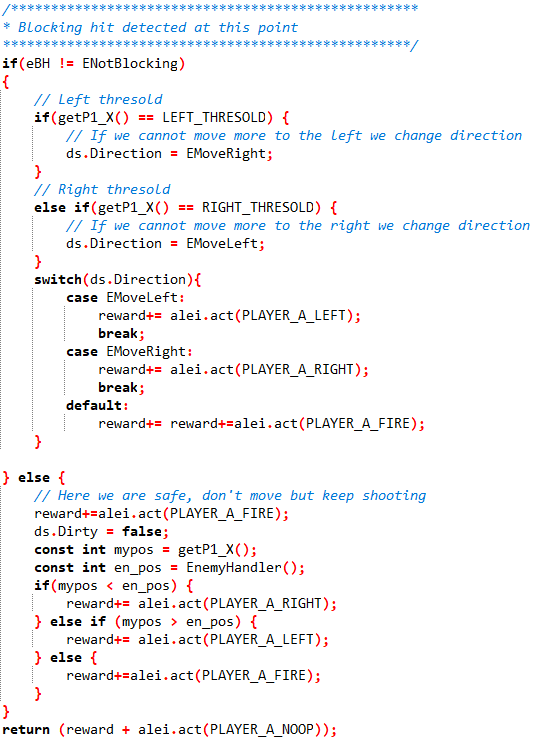 /***************************************************
* Blocking hit detected at this point
***************************************************/
if(eBH != ENotBlocking)
{
    // Left thresold
    if(getP1_X() == LEFT_THRESOLD) {
        // If we cannot move more to the left we change direction
        ds.Direction = EMoveRight;
    }
    // Right thresold
    else if(getP1_X() == RIGHT_THRESOLD) {
        // If we cannot move more to the right we change direction
        ds.Direction = EMoveLeft;
    }
    switch(ds.Direction){
        case EMoveLeft:
            reward+= alei.act(PLAYER_A_LEFT);
            break;
        case EMoveRight:
            reward+= alei.act(PLAYER_A_RIGHT);
            break;
        default:
            reward+= reward+=alei.act(PLAYER_A_FIRE);
    }

} else {
    // Here we are safe, don't move but keep shooting
    reward+=alei.act(PLAYER_A_FIRE);
    ds.Dirty = false;
    const int mypos = getP1_X();
    const int en_pos = EnemyHandler();
    if(mypos < en_pos) {
        reward+= alei.act(PLAYER_A_RIGHT);
    } else if (mypos > en_pos) {
        reward+= alei.act(PLAYER_A_LEFT);
    } else {
        reward+=alei.act(PLAYER_A_FIRE);
    }
}
return (reward + alei.act(PLAYER_A_NOOP));